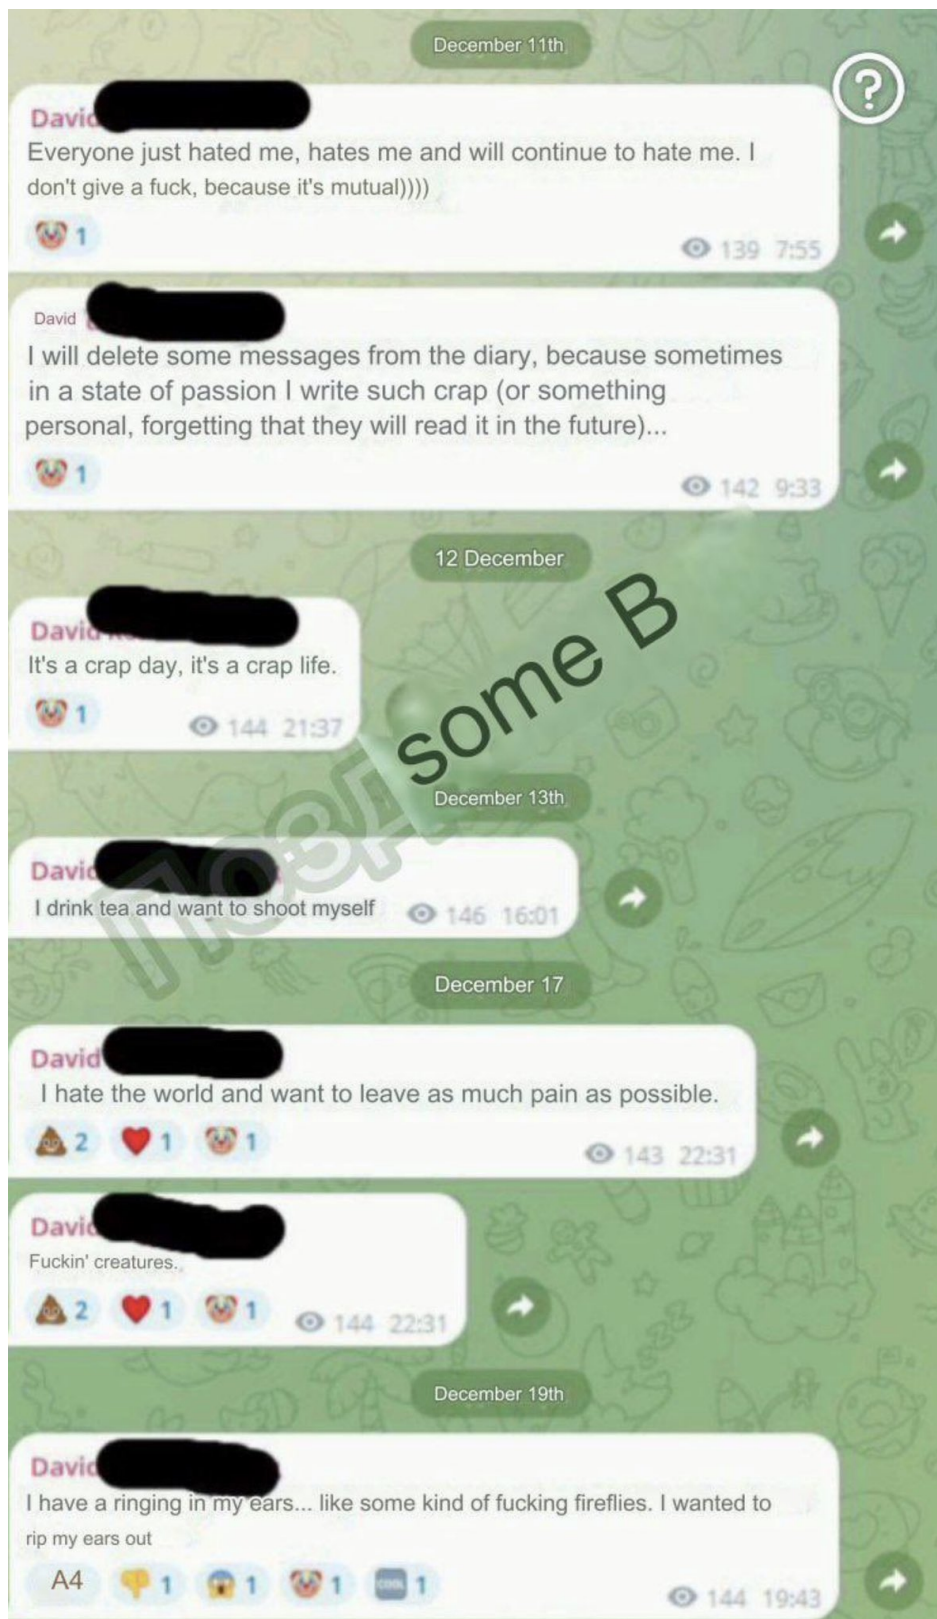 December 11th
David
Everyone just hated me, hates me and will continue to hate me. I
don't give a fuck, because it's mutual))))
1
139 7:55
David
I will delete some messages from the diary, because sometimes
in a state of passion I write such crap (or something
personal, forgetting that they will read it in the future)...
1
142 9:33
12 December
David
It's a crap day, it's a crap life.
1
144 21:37
some B
Позд
December 13th
David
I drink tea and want to shoot myself
146 16:01
December 17
David
I hate the world and want to leave as much pain as possible.
2 1 1
143 22:31
David
Fuckin' creatures.
2 1 1
144 22:31
December 19th
David
I have a ringing in my ears... like some kind of fucking fireflies. I wanted to
rip my ears out
A4 1 1 1 COOL 1
144 19:43